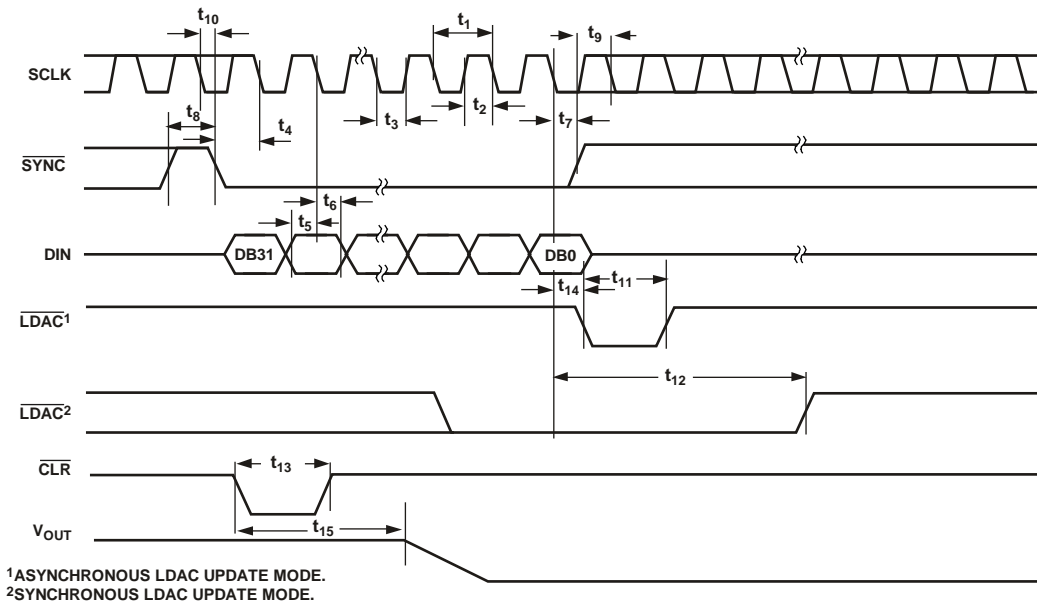 t10
t1
t9
SCLK
t8
t4
t3
t2
t7
SYNC
t6
t5
DIN
DB31
DB0
t14
t11
LDAC1
t12
LDAC2
CLR
t13
t15
VOUT
1ASYNCHRONOUS LDAC UPDATE MODE.
2SYNCHRONOUS LDAC UPDATE MODE.